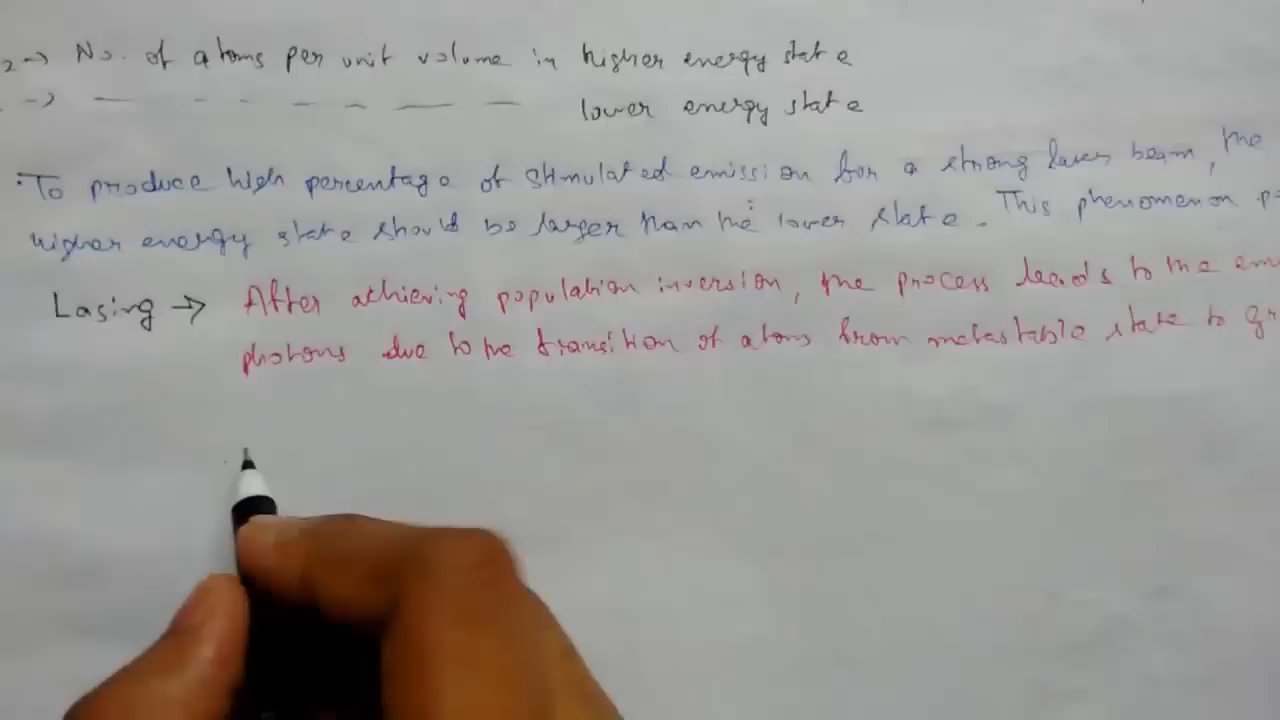 2 → No. of atoms per unit volume in higher energy state
→ — - - - - — — lower energy state
. To produce high percentage of stimulated emission for a strong laser beam, the
higher energy state should be larger than the lower state. This phenomenon
Lasing → After achieving population inversion, the process leads to the
photons due to the transition of atoms from metastable state to